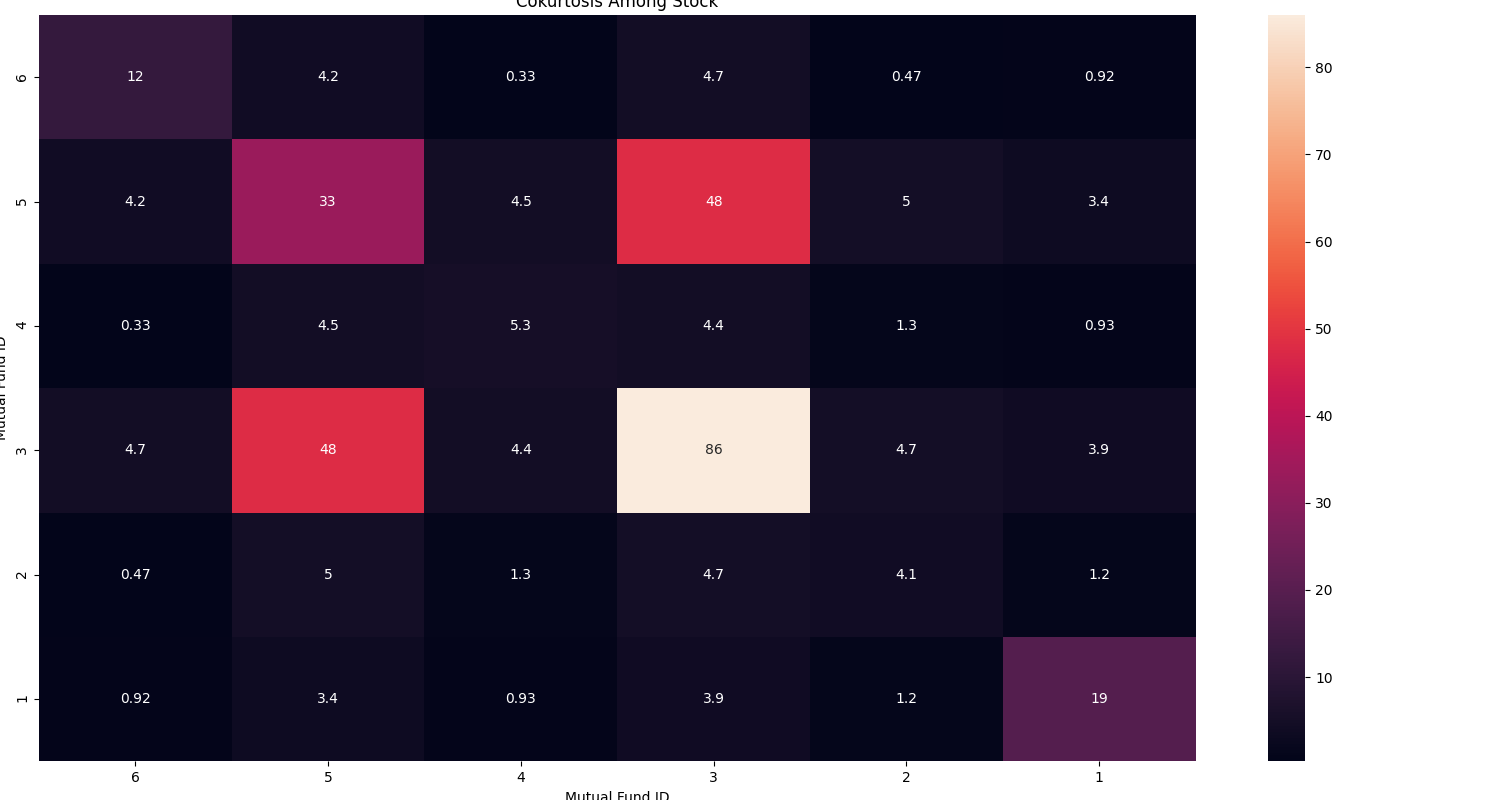 Cokurtosis Among Stock
6 12 4.2 0.33 4.7 0.47 0.92
5 4.2 33 4.5 48 5 3.4
4 0.33 4.5 5.3 4.4 1.3 0.93
3 4.7 48 4.4 86 4.7 3.9
2 0.47 5 1.3 4.7 4.1 1.2
1 0.92 3.4 0.93 3.9 1.2 19
6 5 4 3 2 1
Mutual Fund ID
Mutual Fund ID
80
70
60
50
40
30
20
10